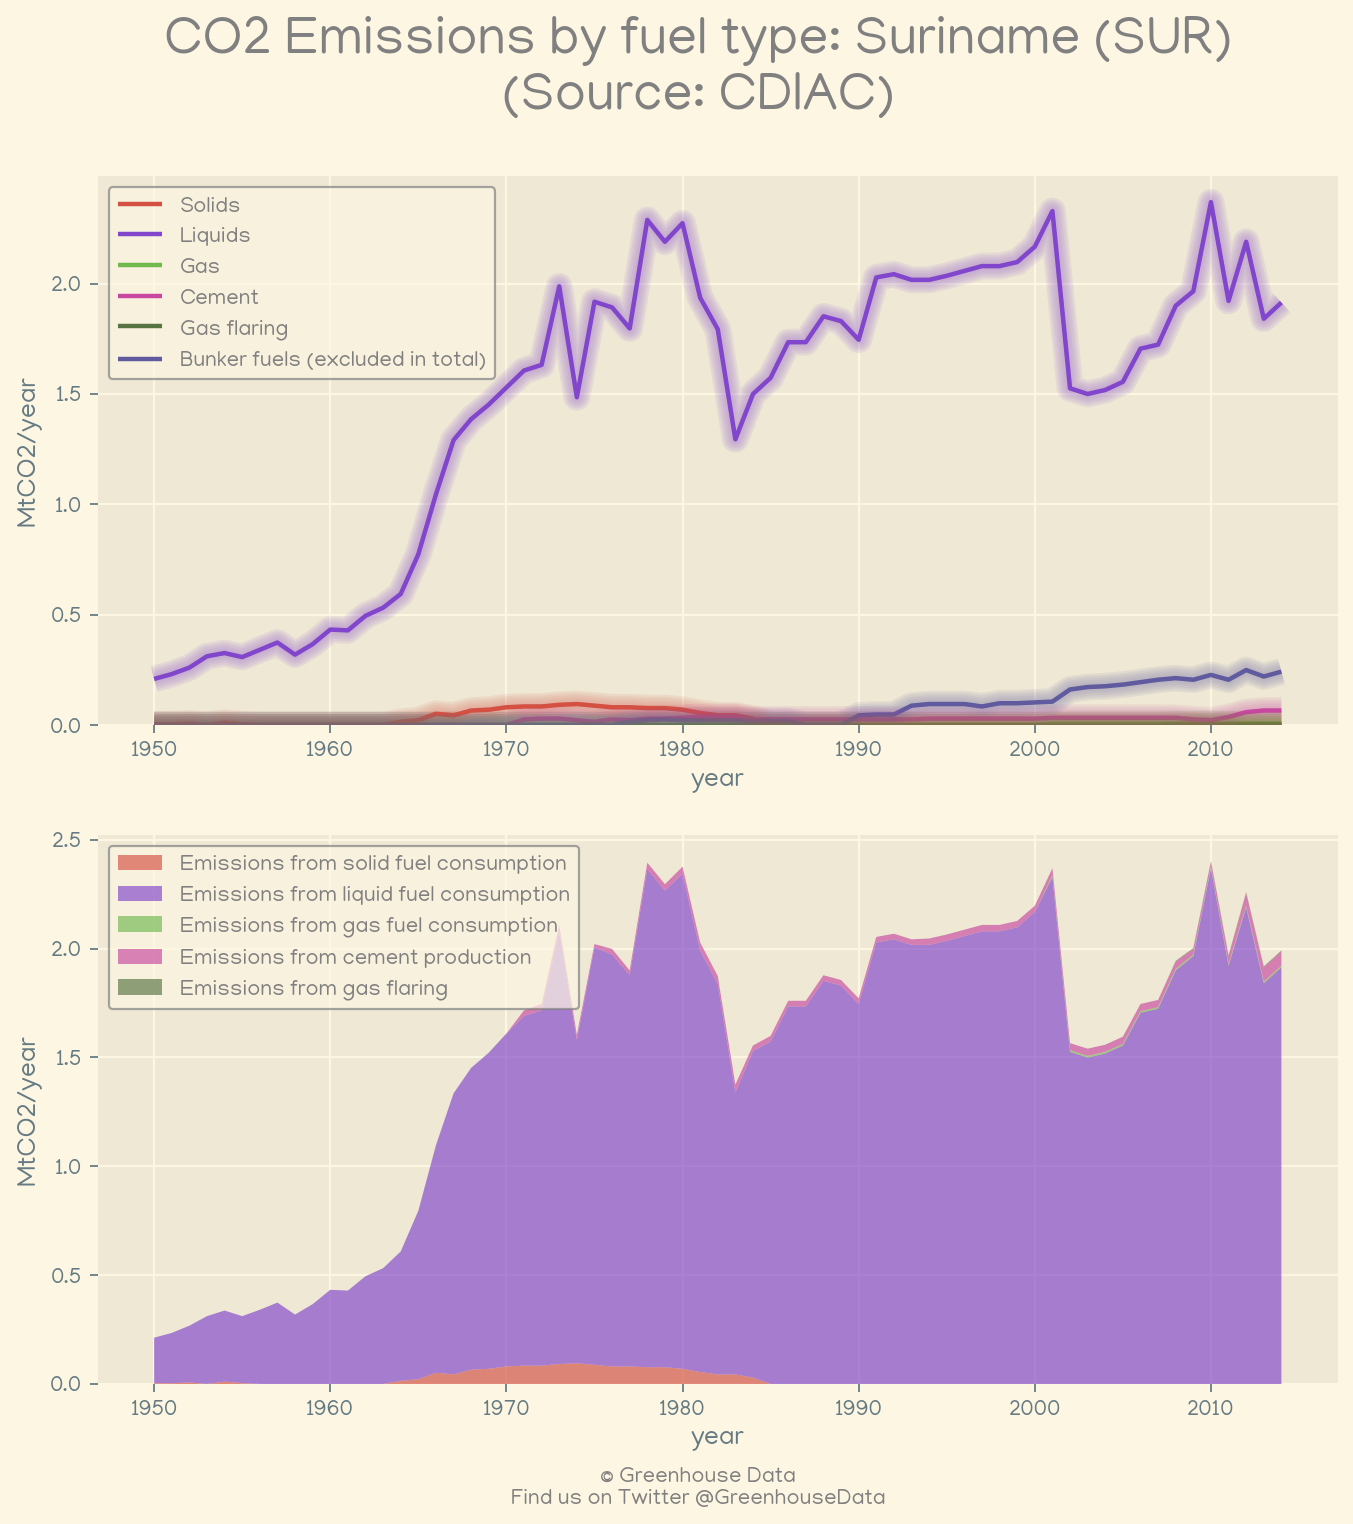 CO2 Emissions by fuel type: Suriname (SUR)
(Source: CDIAC)
Solids
Liquids
Gas
Cement
Gas flaring
Bunker fuels (excluded in total)
2.0
1.5
1.0
0.5
0.0
MtCO2/year
1950 1960 1970 1980 1990 2000 2010
year
Emissions from solid fuel consumption
Emissions from liquid fuel consumption
Emissions from gas fuel consumption
Emissions from cement production
Emissions from gas flaring
2.5
2.0
1.5
1.0
0.5
0.0
MtCO2/year
1950 1960 1970 1980 1990 2000 2010
year
© Greenhouse Data
Find us on Twitter @GreenhouseData